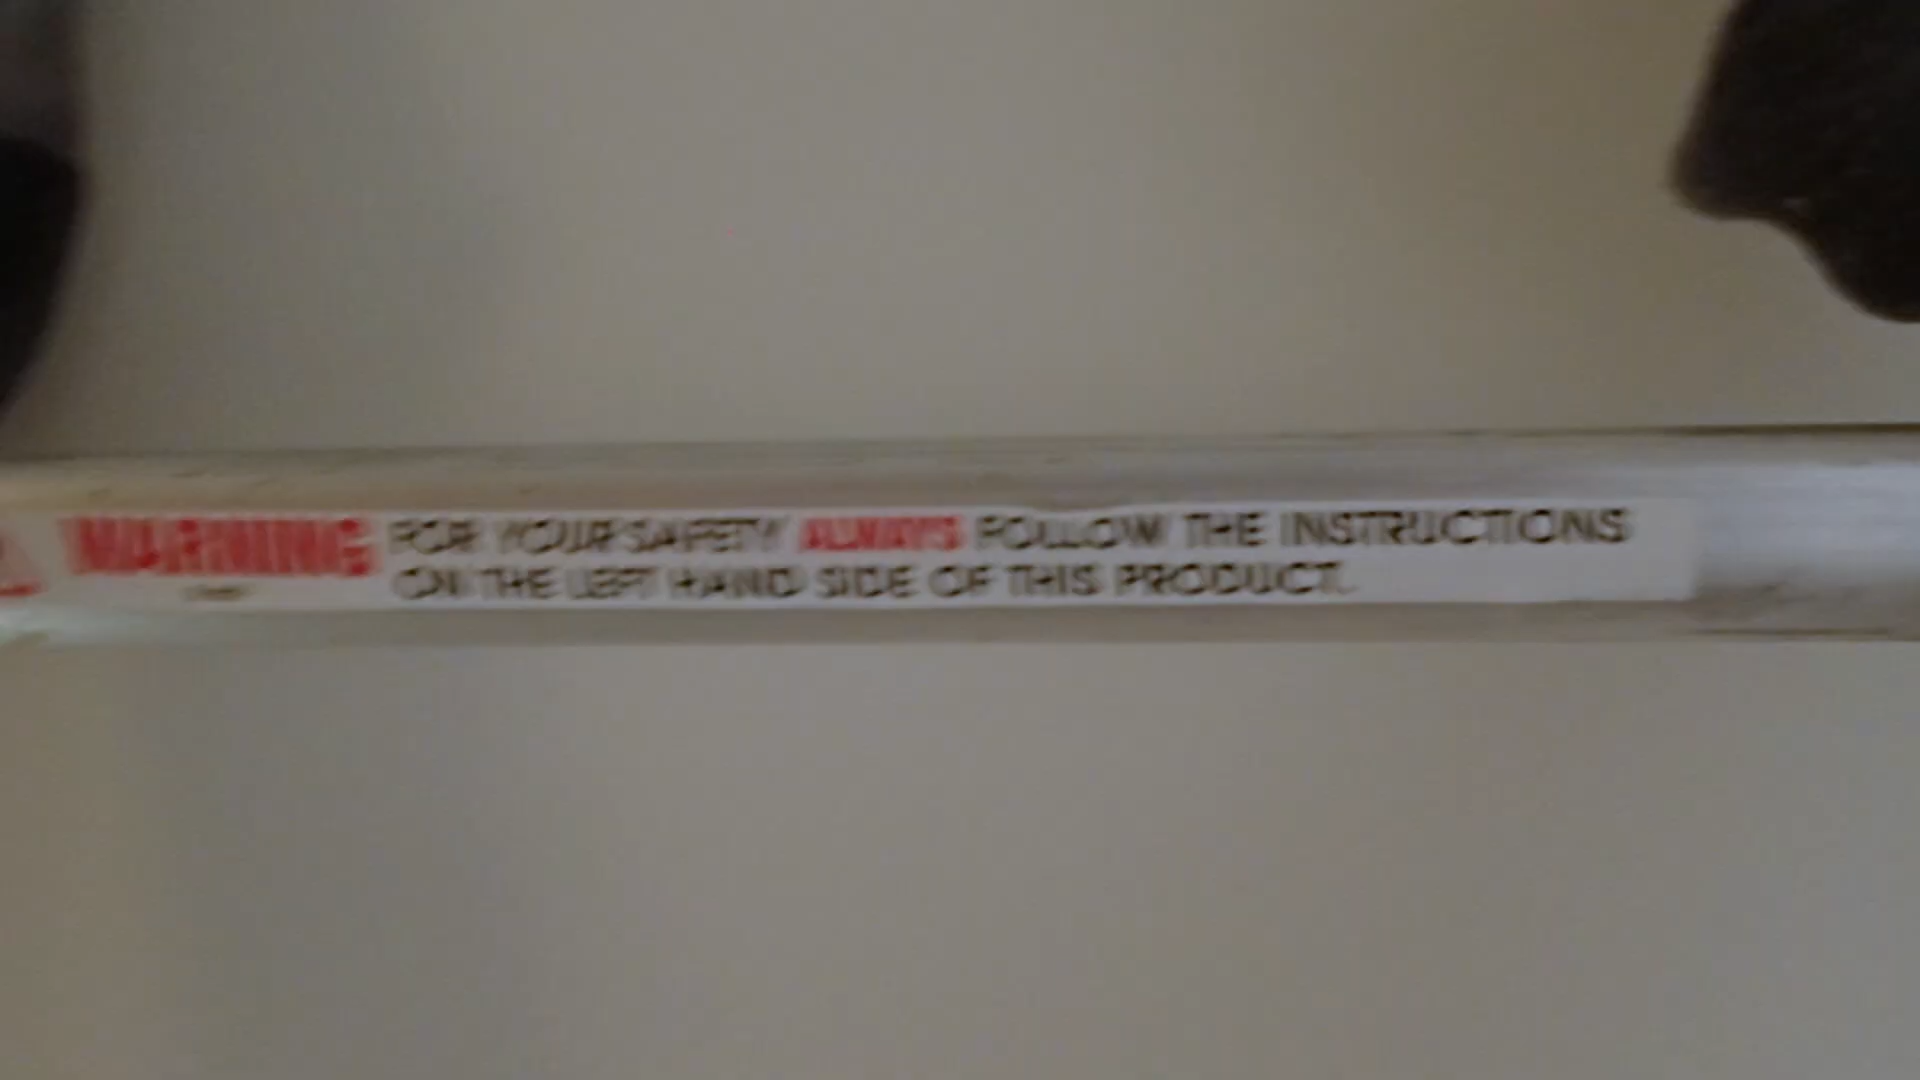 WARNING FOR YOUR SAFETY ALWAYS FOLLOW THE INSTRUCTIONS
ON THE LEFT HAND SIDE OF THIS PRODUCT.